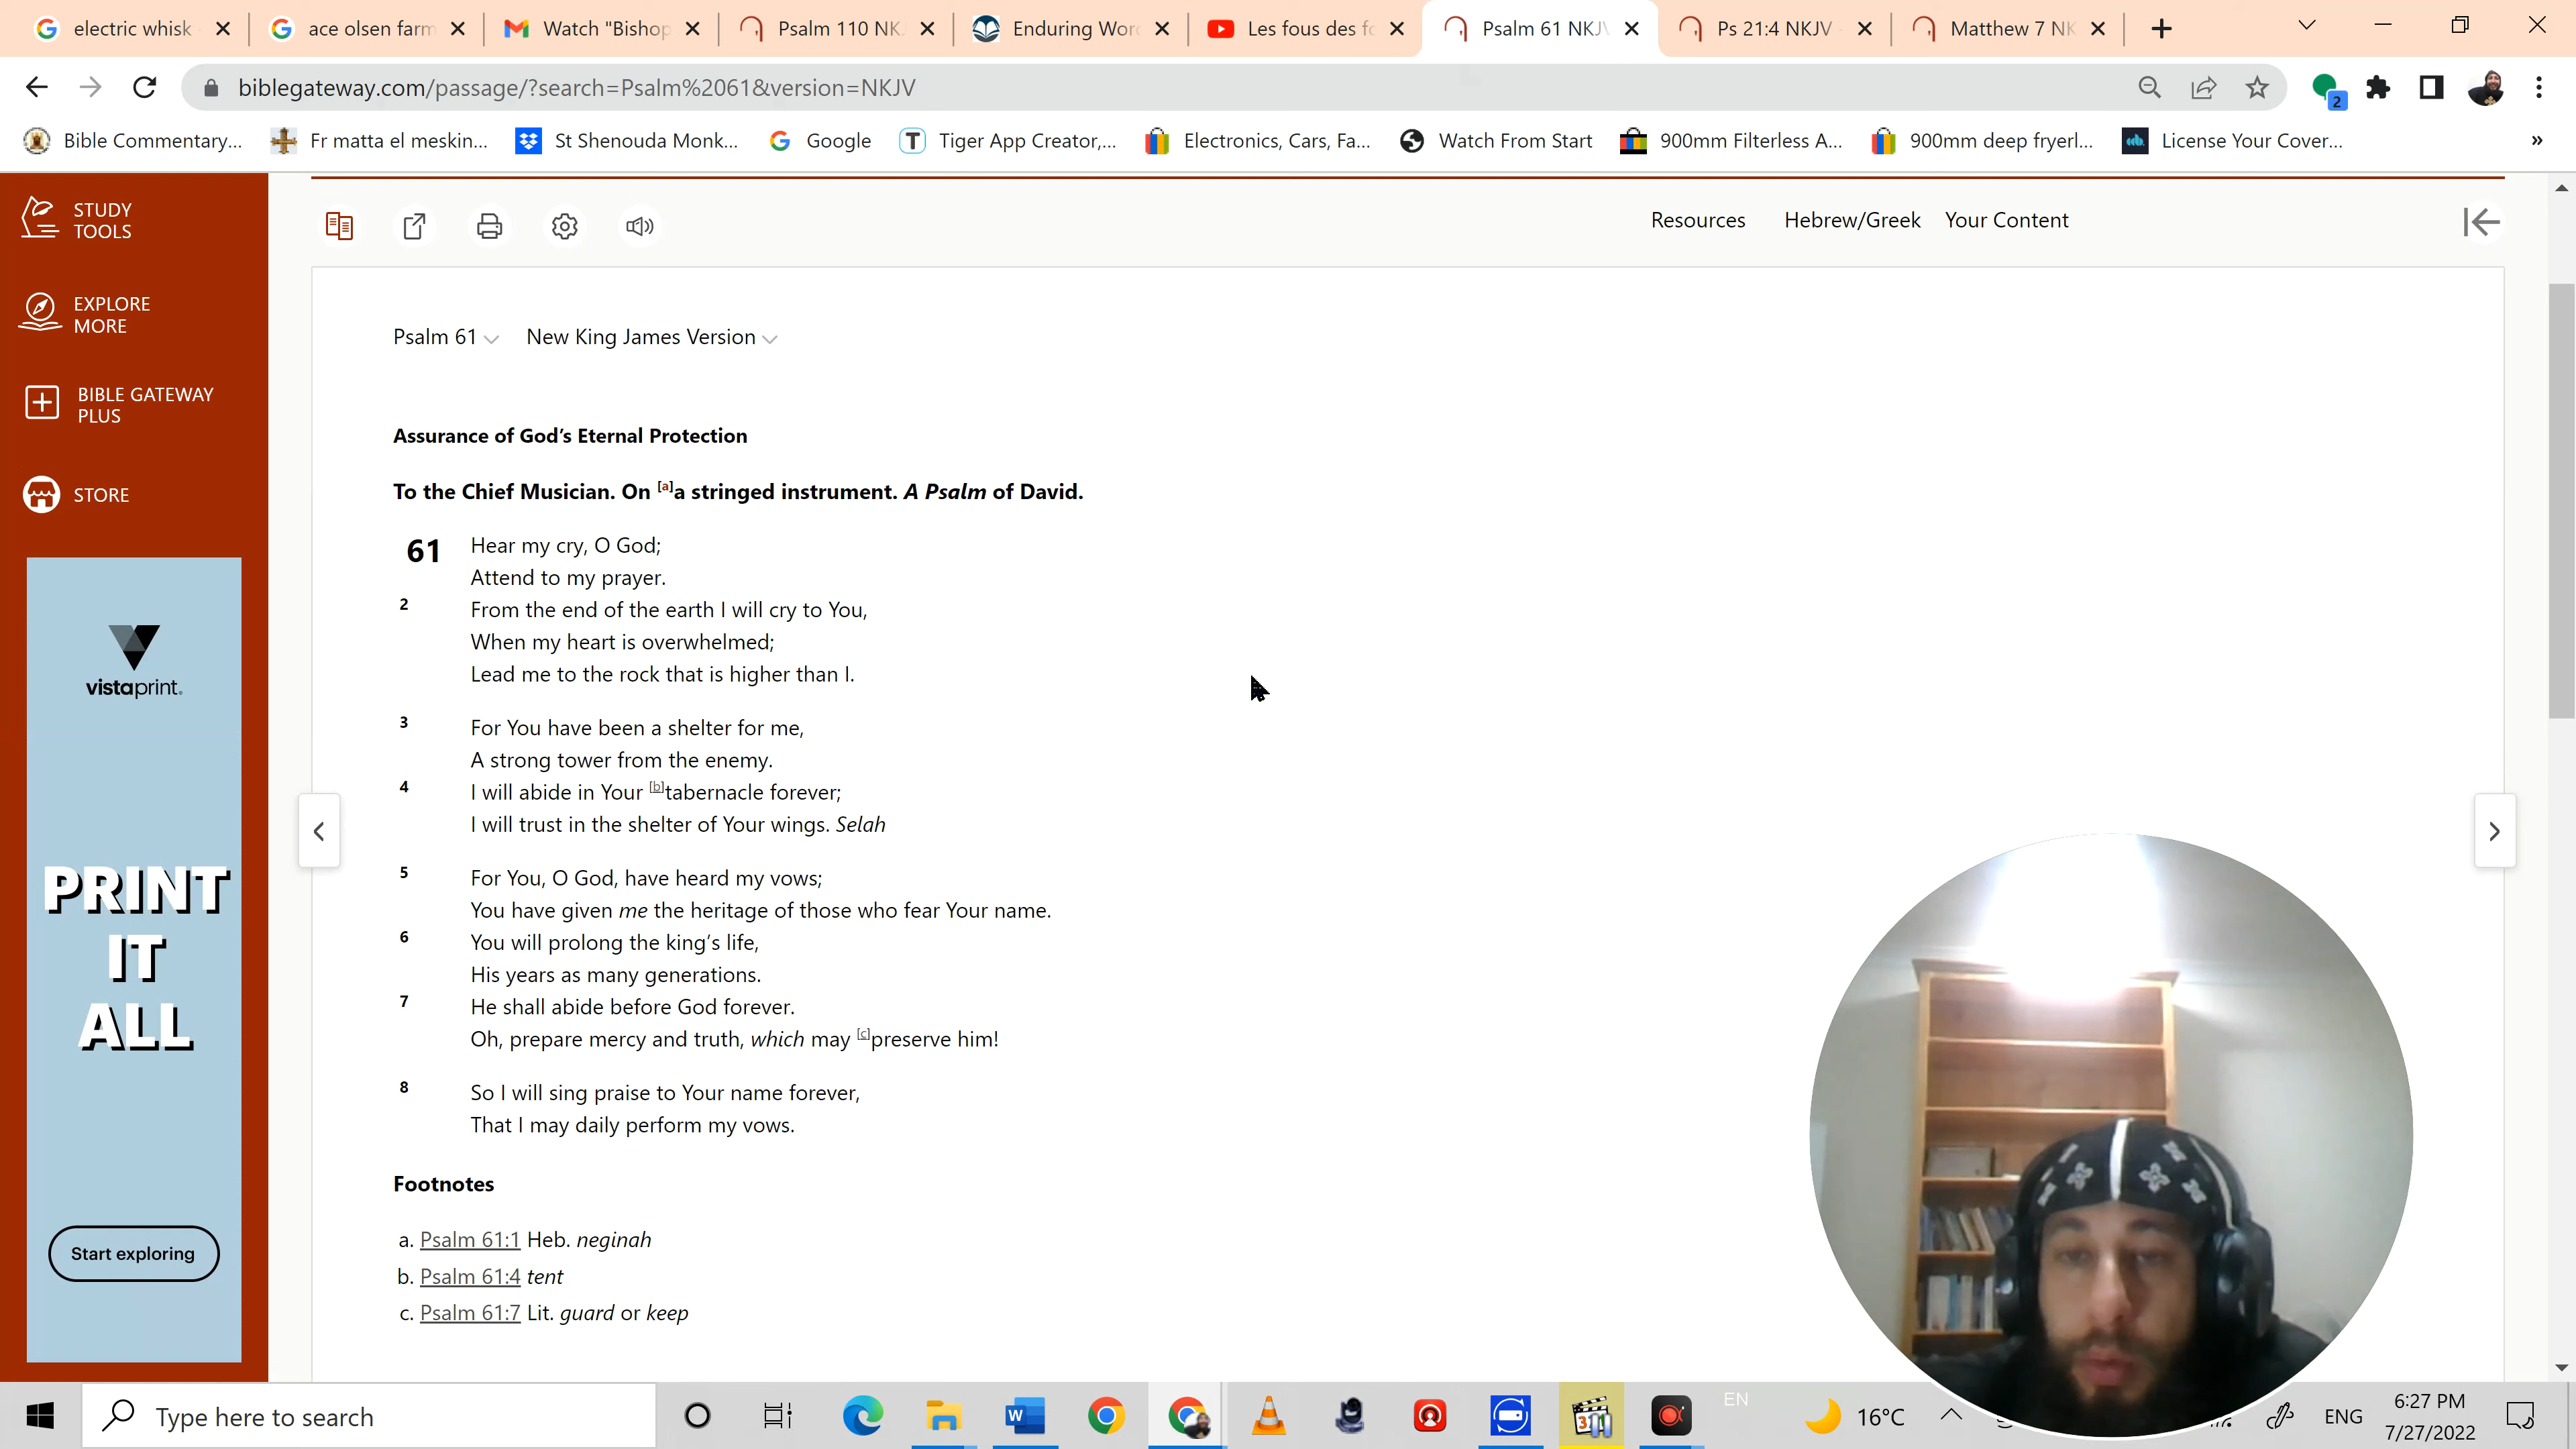 electric whisk
ace olsen farm
Watch "Bishop
Psalm 110 NK
Enduring Wor
Les fous des fo
Psalm 61 NKJV
Ps 21:4 NKJV
Matthew 7 NK
biblegateway.com/passage/?search=Psalm%2061&version=NKJV
2
Bible Commentary...
Fr matta el meskin...
St Shenouda Monk...
Google
Tiger App Creator,...
Electronics, Cars, Fa...
Watch From Start
900mm Filterless A...
900mm deep fryerl...
License Your Cover...
»
STUDY
TOOLS
EXPLORE
MORE
BIBLE GATEWAY
PLUS
STORE
vistaprint.
PRINT
IT
ALL
Start exploring
Resources
Hebrew/Greek
Your Content
Psalm 61
New King James Version
Assurance of God's Eternal Protection
To the Chief Musician. On [a]a stringed instrument. A Psalm of David.
61 Hear my cry, O God;
Attend to my prayer.
2 From the end of the earth I will cry to You,
When my heart is overwhelmed;
Lead me to the rock that is higher than I.
3 For You have been a shelter for me,
A strong tower from the enemy.
4 I will abide in Your [b]tabernacle forever;
I will trust in the shelter of Your wings. Selah
5 For You, O God, have heard my vows;
You have given me the heritage of those who fear Your name.
6 You will prolong the king's life,
His years as many generations.
7 He shall abide before God forever.
Oh, prepare mercy and truth, which may [c]preserve him!
8 So I will sing praise to Your name forever,
That I may daily perform my vows.
Footnotes
a. Psalm 61:1 Heb. neginah
b. Psalm 61:4 tent
c. Psalm 61:7 Lit. guard or keep
Type here to search
EN
16°C
ENG
6:27 PM
7/27/2022